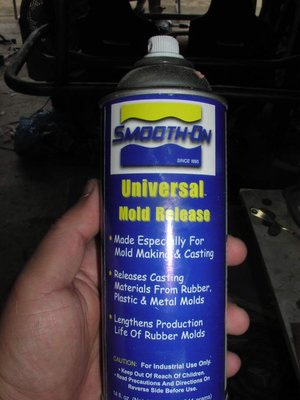 SMOOTH-ON
SINCE 1895
Universal™
Mold Release
• Made Especially For
Mold Making & Casting
• Releases Casting
Materials From Rubber,
Plastic & Metal Molds
• Lengthens Production
Life Of Rubber Molds
CAUTION: For Industrial Use Only.
• Keep Out Of Reach Of Children.
• Read Precautions And Directions On
Reverse Side Before Use.